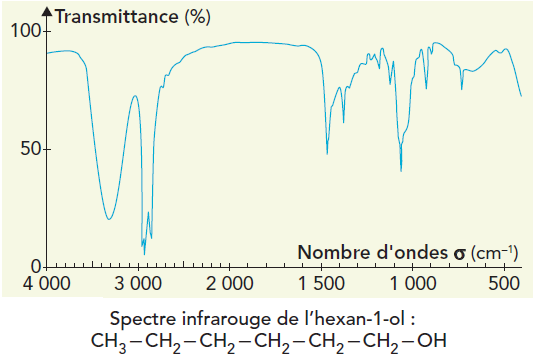 Transmittance (%)
100
50
0
Nombre d'ondes σ (cm⁻¹)
4 000 3 000 2 000 1 500 1 000 500
Spectre infrarouge de l'hexan-1-ol :
CH₃–CH₂–CH₂–CH₂–CH₂–CH₂–OH